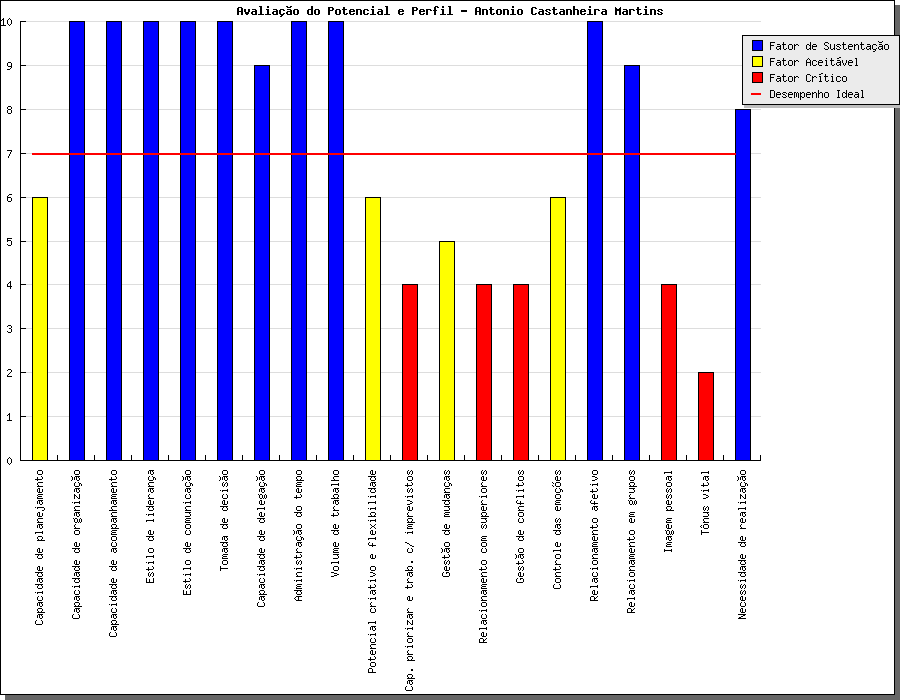 Avaliação do Potencial e Perfil - Antonio Castanheira Martins
Fator de Sustentação
Fator Aceitável
Fator Crítico
Desempenho Ideal
10
9
8
7
6
5
4
3
2
1
0
Capacidade de planejamento
Capacidade de organização
Capacidade de acompanhamento
Estilo de liderança
Estilo de comunicação
Tomada de decisão
Capacidade de delegação
Administração do tempo
Volume de trabalho
Potencial criativo e flexibilidade
Cap. priorizar e trab. c/ imprevistos
Gestão de mudanças
Relacionamento com superiores
Gestão de conflitos
Controle das emoções
Relacionamento afetivo
Relacionamento em grupos
Imagem pessoal
Tônus vital
Necessidade de realização